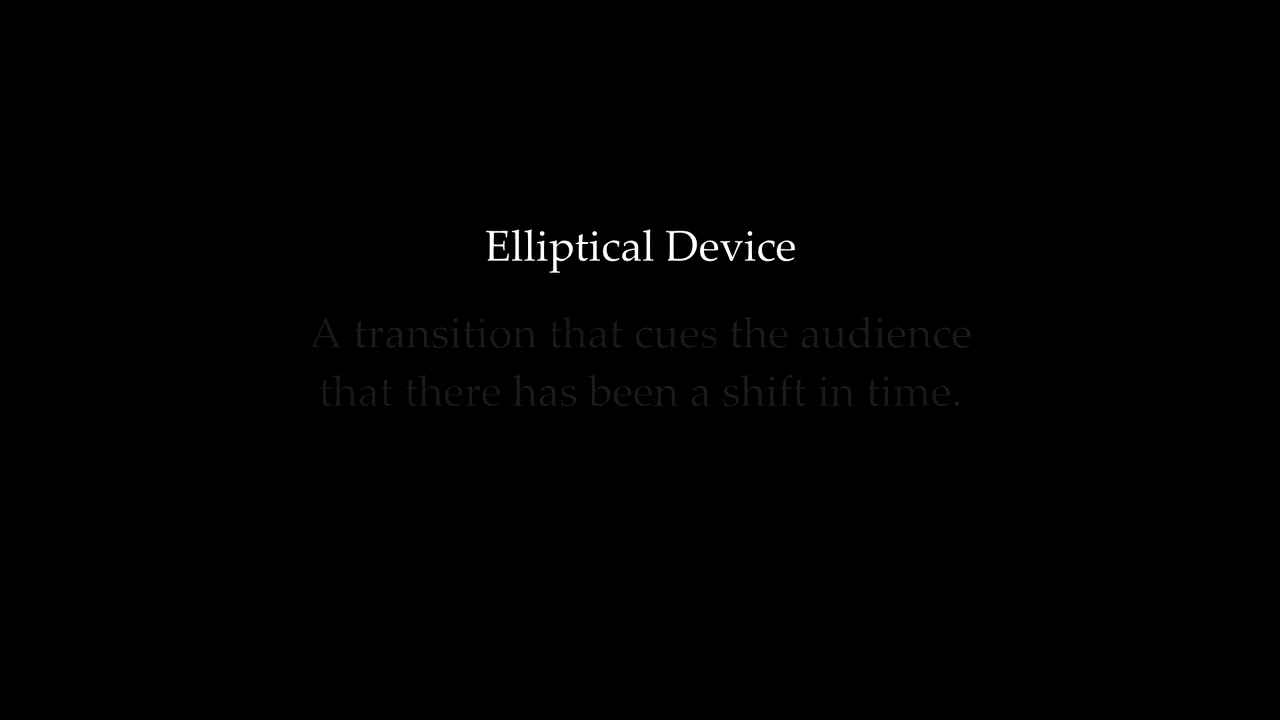 Elliptical Device
A transition that cues the audience
that there has been a shift in time.